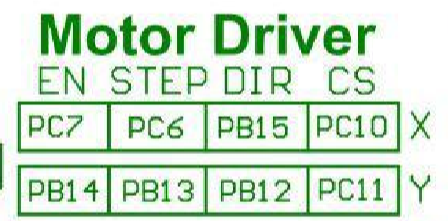 Motor Driver
EN STEP DIR CS
PC7 PC6 PB15 PC10 X
PB14 PB13 PB12 PC11 Y